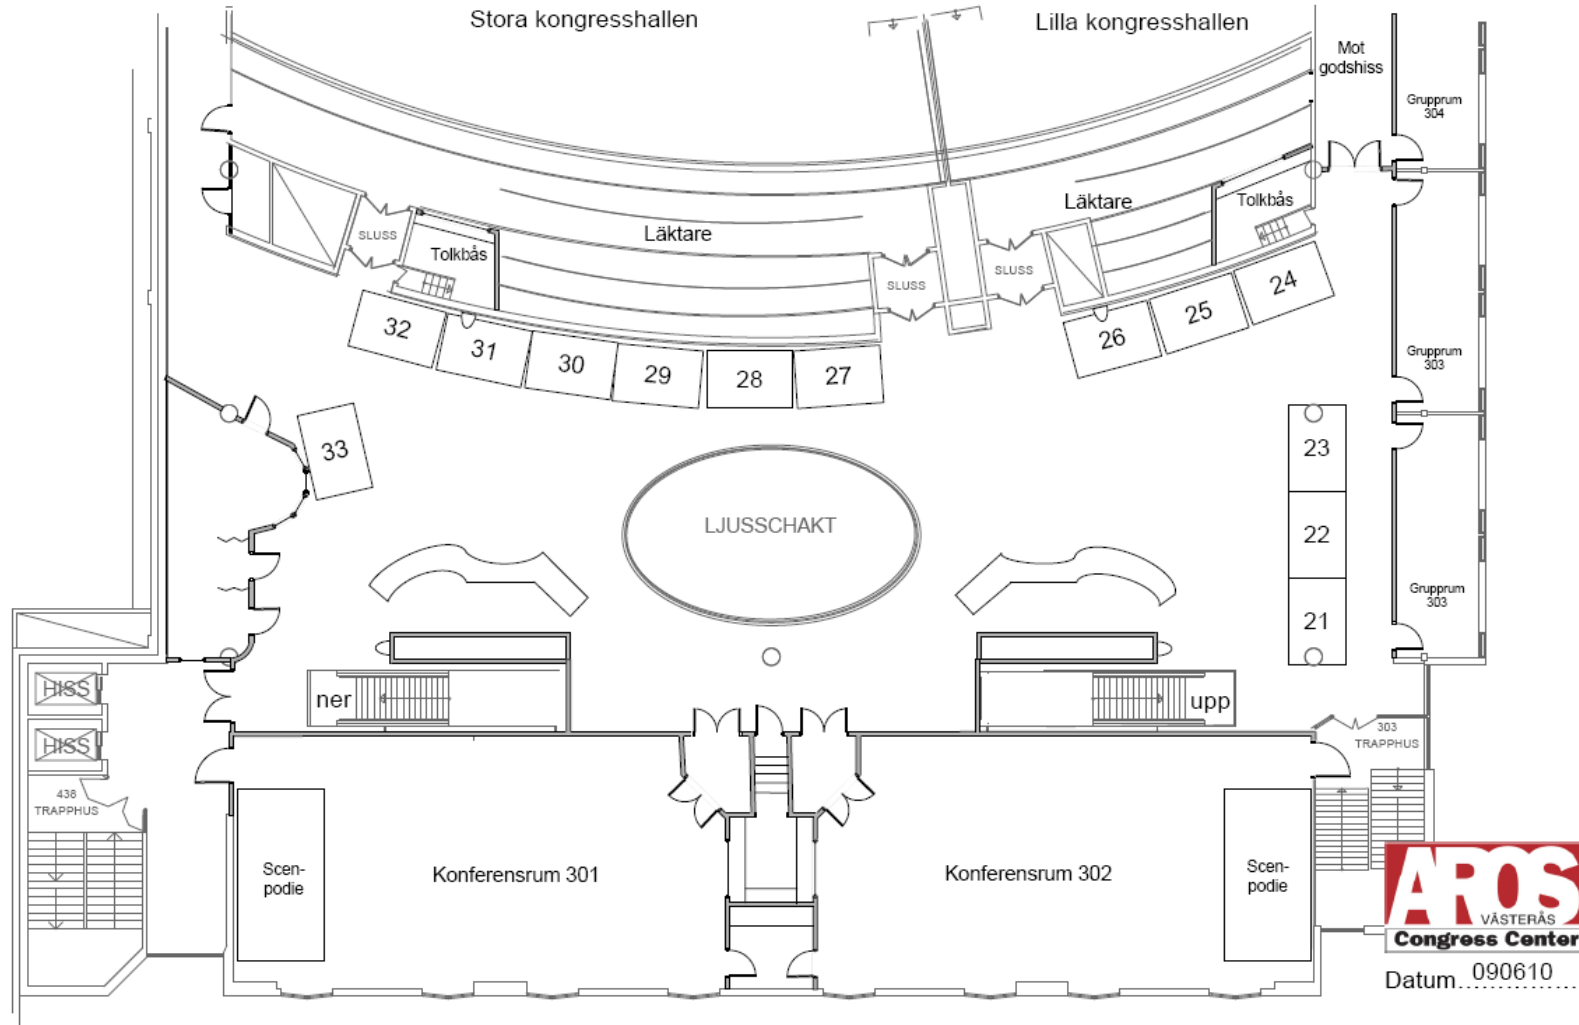 Stora kongresshallen
Lilla kongresshallen
Mot
godshiss
Grupprum
304
Läktare
Tolkbås
SLUSS
Tolkbås
Läktare
SLUSS
SLUSS
24
25
26
32
31
30
29
28
27
Grupprum
303
33
23
22
21
LJUSSCHAKT
Grupprum
303
HISS
HISS
ner
upp
303
TRAPPHUS
438
TRAPPHUS
Scen-
podie
Konferensrum 301
Konferensrum 302
Scen-
podie
AROS
VÄSTERÅS
Congress Center
Datum..090610......